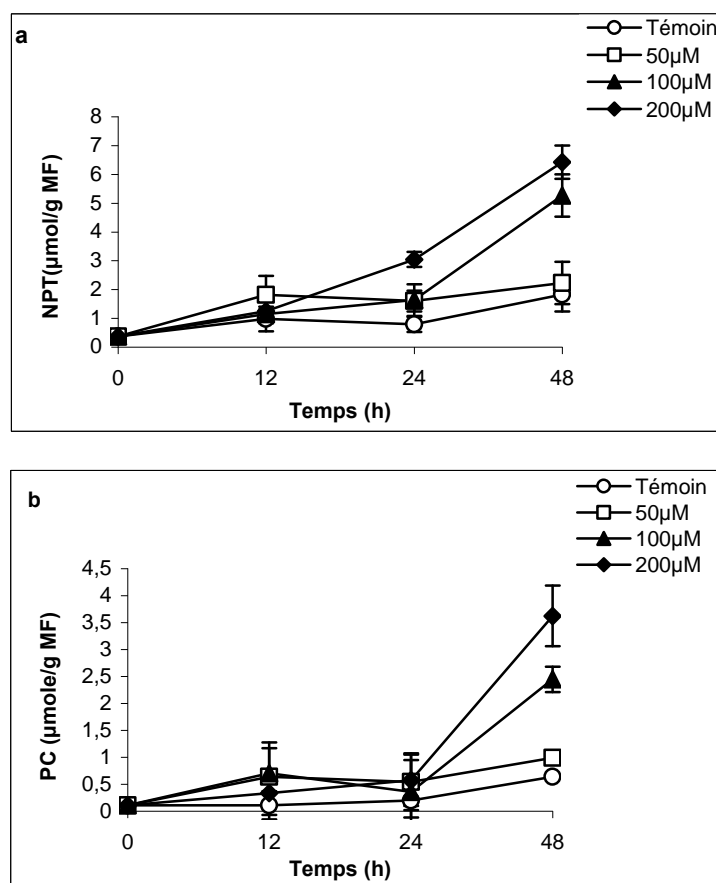 a
Témoin
50µM
100µM
200µM
NPT(µmol/g MF)
8
7
6
5
4
3
2
1
0
0 12 24 48
Temps (h)
b
Témoin
50µM
100µM
200µM
PC (µmole/g MF)
4,5
4
3,5
3
2,5
2
1,5
1
0,5
0
0 12 24 48
Temps (h)